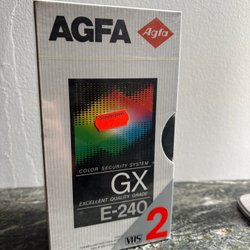 AGFA
Agfa
COLOR SECURITY SYSTEM
GX
EXCELLENT QUALITY GRADE
E-240
2
VHS